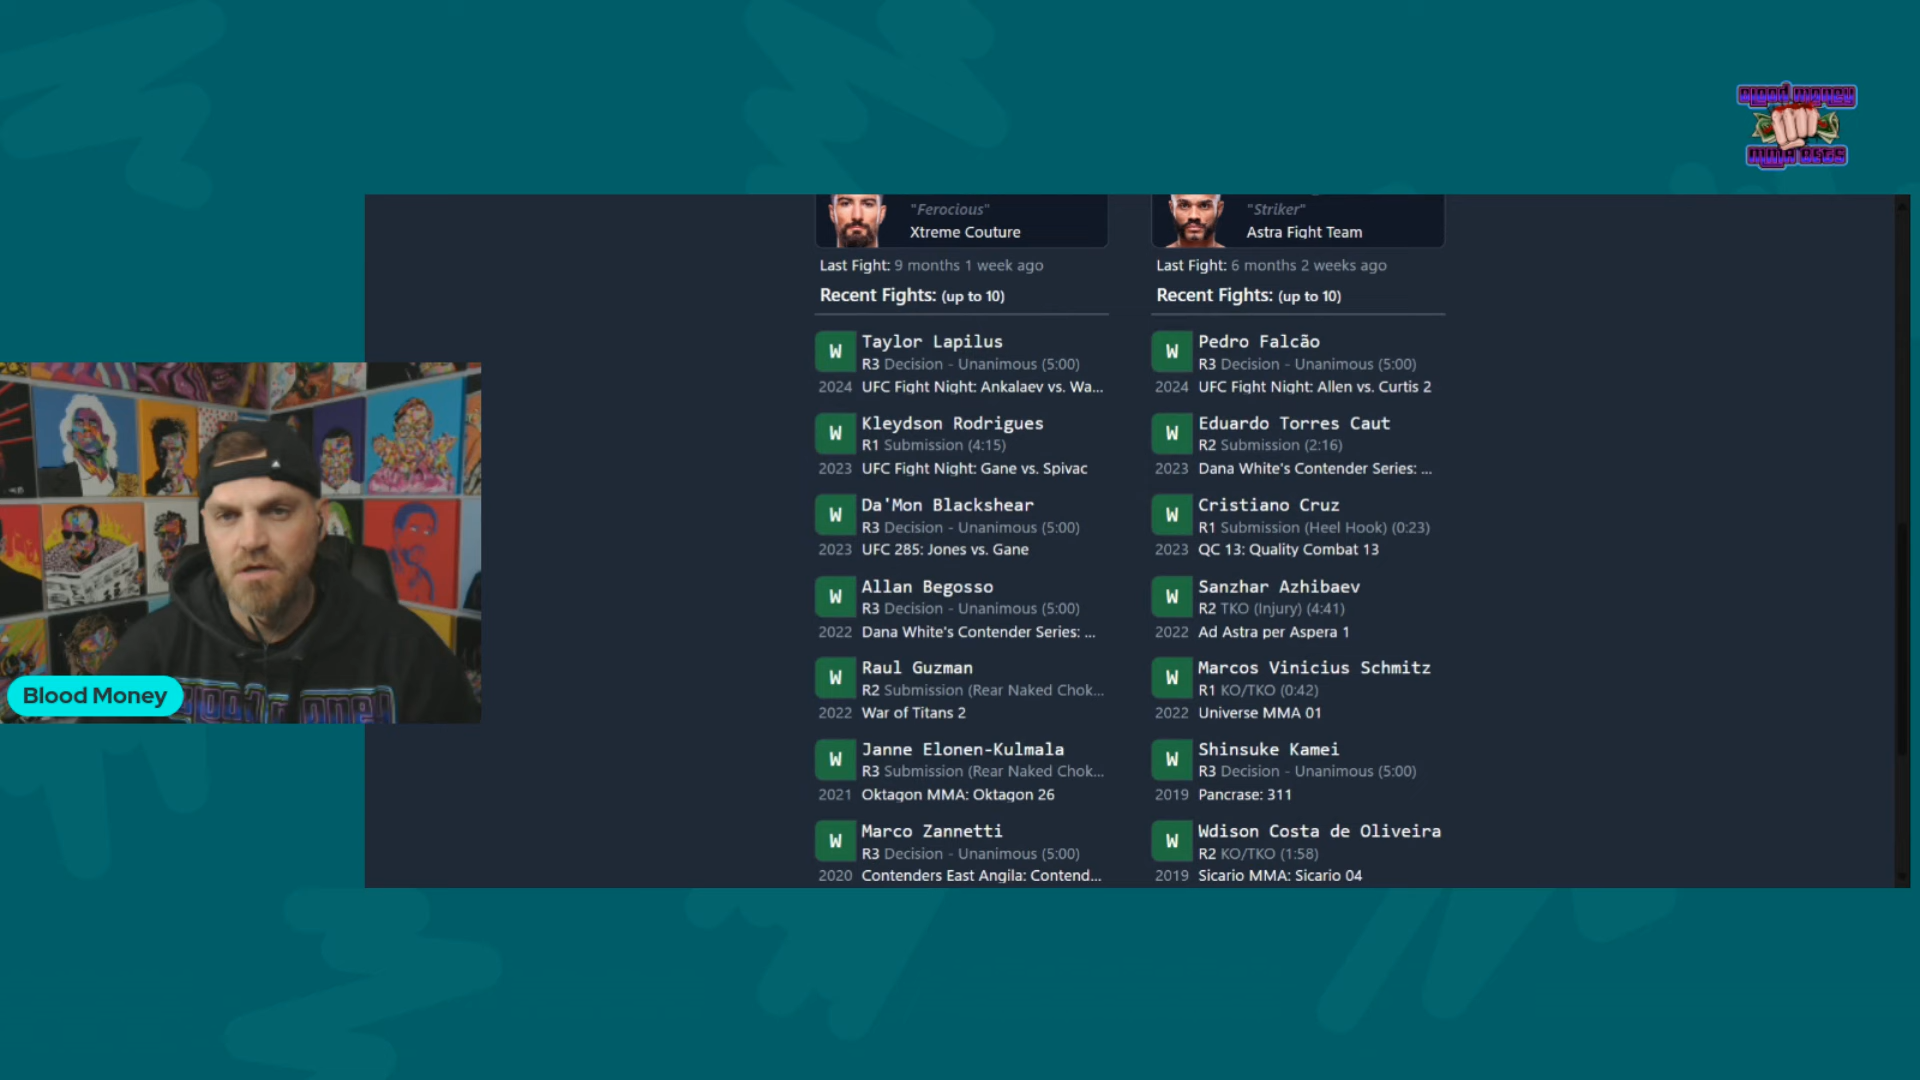 BLOOD MONEY
MMA BETS
"Ferocious"
Xtreme Couture
Last Fight: 9 months 1 week ago
Recent Fights: (up to 10)
W
Taylor Lapilus
R3 Decision - Unanimous (5:00)
2024 UFC Fight Night: Ankalaev vs. Wa...
W
Kleydson Rodrigues
R1 Submission (4:15)
2023 UFC Fight Night: Gane vs. Spivac
W
Da'Mon Blackshear
R3 Decision - Unanimous (5:00)
2023 UFC 285: Jones vs. Gane
W
Allan Begosso
R3 Decision - Unanimous (5:00)
2022 Dana White's Contender Series: ...
W
Raul Guzman
R2 Submission (Rear Naked Chok...
2022 War of Titans 2
W
Janne Elonen-Kulmala
R3 Submission (Rear Naked Chok...
2021 Oktagon MMA: Oktagon 26
W
Marco Zannetti
R3 Decision - Unanimous (5:00)
2020 Contenders East Angila: Contend...
"Striker"
Astra Fight Team
Last Fight: 6 months 2 weeks ago
Recent Fights: (up to 10)
W
Pedro Falcão
R3 Decision - Unanimous (5:00)
2024 UFC Fight Night: Allen vs. Curtis 2
W
Eduardo Torres Caut
R2 Submission (2:16)
2023 Dana White's Contender Series: ...
W
Cristiano Cruz
R1 Submission (Heel Hook) (0:23)
2023 QC 13: Quality Combat 13
W
Sanzhar Azhibaev
R2 TKO (Injury) (4:41)
2022 Ad Astra per Aspera 1
W
Marcos Vinicius Schmitz
R1 KO/TKO (0:42)
2022 Universe MMA 01
W
Shinsuke Kamei
R3 Decision - Unanimous (5:00)
2019 Pancrase: 311
W
Wdison Costa de Oliveira
R2 KO/TKO (1:58)
2019 Sicario MMA: Sicario 04
Blood Money
BLOOD MONEY